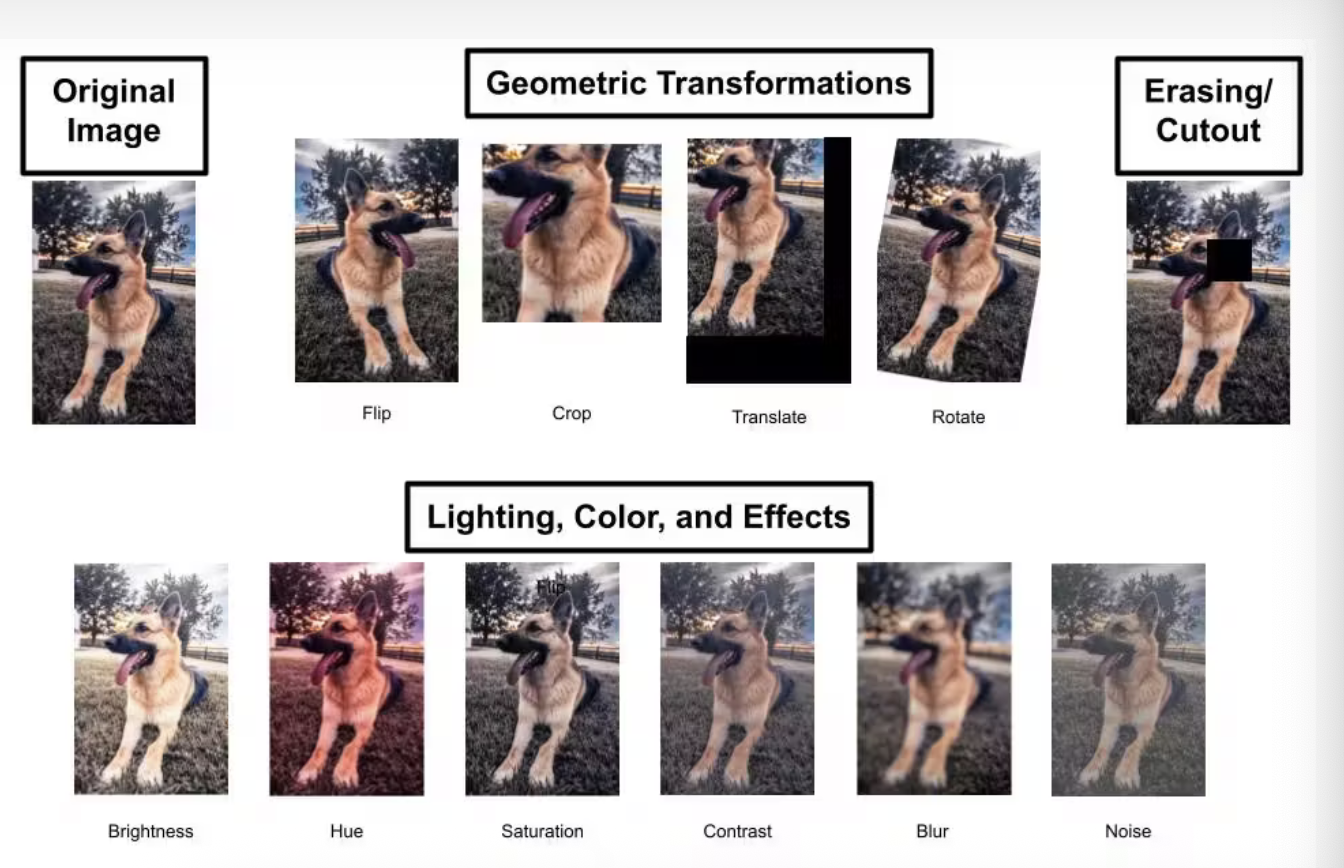 Original
Image
Geometric Transformations
Erasing/
Cutout
Flip
Crop
Translate
Rotate
Lighting, Color, and Effects
Flip
Brightness
Hue
Saturation
Contrast
Blur
Noise